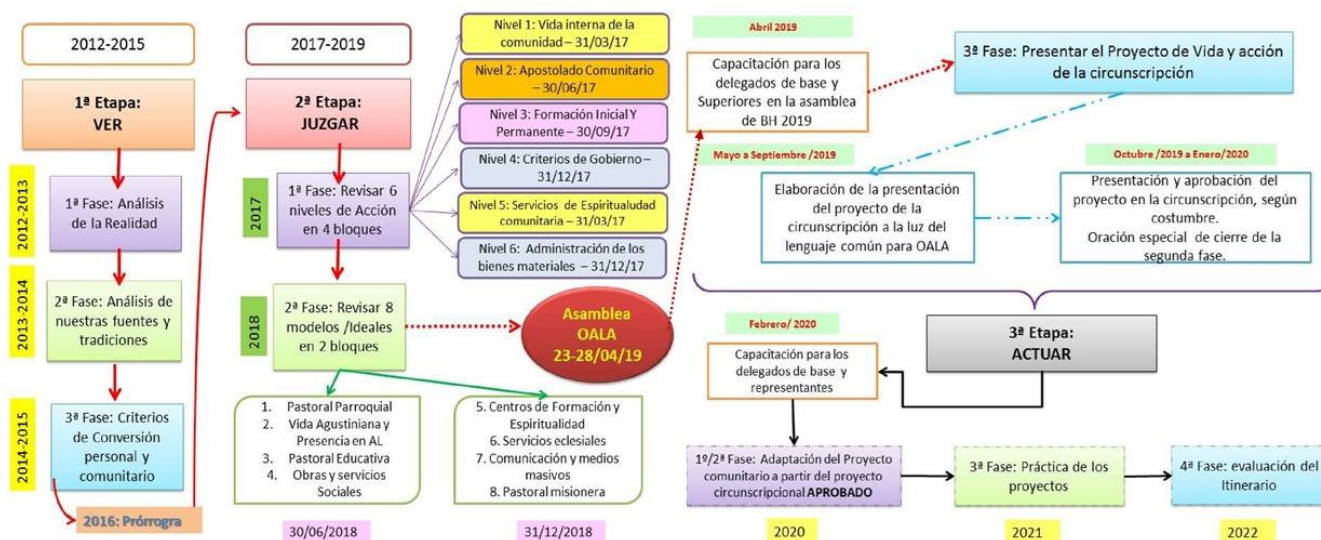 2012-2015
1ª Etapa:
VER
2012-2013
1ª Fase: Análisis
de la Realidad
2013-2014
2ª Fase: Análisis de
nuestras fuentes y
tradiciones
2014-2015
3ª Fase: Criterios
de Conversión
personal y
comunitario
2016: Prórrogra
2017-2019
2ª Etapa:
JUZGAR
2017
1ª Fase: Revisar 6
niveles de Acción
en 4 bloques
Nivel 1: Vida interna de la
comunidad – 31/03/17
Nivel 2: Apostolado Comunitario
– 30/06/17
Nivel 3: Formación Inicial Y
Permanente – 30/09/17
Nivel 4: Criterios de Gobierno –
31/12/17
Nivel 5: Servicios de Espiritualudad
comunitaria – 31/03/17
Nivel 6: Administración de los
bienes materiales – 31/12/17
2018
2ª Fase: Revisar 8
modelos /Ideales
en 2 bloques
1. Pastoral Parroquial
2. Vida Agustiniana y
Presencia en AL
3. Pastoral Educativa
4. Obras y servicios
Sociales
30/06/2018
5. Centros de Formación y
Espiritualidad
6. Servicios eclesiales
7. Comunicación y medios
masivos
8. Pastoral misionera
31/12/2018
Asamblea
OALA
23-28/04/19
Abril 2019
Capacitación para los
delegados de base y
Superiores en la asamblea
de BH 2019
3ª Fase: Presentar el Proyecto de Vida y acción
de la circunscripción
Mayo a Septiembre /2019
Elaboración de la presentación
del proyecto de la
circunscripción a la luz del
lenguaje común para OALA
Octubre /2019 a Enero/2020
Presentación y aprobación del
proyecto en la circunscripción, según
costumbre.
Oración especial de cierre de la
segunda fase.
3ª Etapa:
ACTUAR
Febrero/ 2020
Capacitación para los
delegados de base y
representantes
1º/2ª Fase: Adaptación del Proyecto
comunitario a partir del proyecto
circunscripcional APROBADO
2020
3ª Fase: Práctica de los
proyectos
2021
4ª Fase: evaluación del
Itinerario
2022